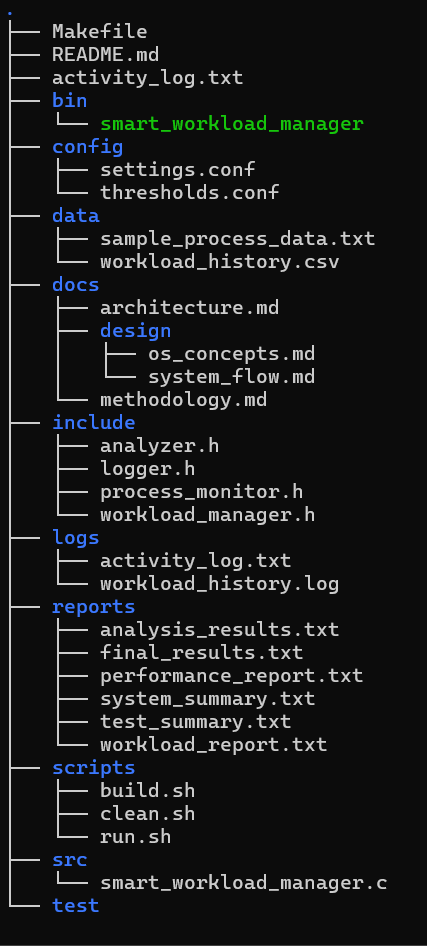 .
├── Makefile
├── README.md
├── activity_log.txt
├── bin
│   └── smart_workload_manager
├── config
│   ├── settings.conf
│   └── thresholds.conf
├── data
│   ├── sample_process_data.txt
│   └── workload_history.csv
├── docs
│   ├── architecture.md
│   ├── design
│   │   ├── os_concepts.md
│   │   └── system_flow.md
│   └── methodology.md
├── include
│   ├── analyzer.h
│   ├── logger.h
│   ├── process_monitor.h
│   └── workload_manager.h
├── logs
│   ├── activity_log.txt
│   └── workload_history.log
├── reports
│   ├── analysis_results.txt
│   ├── final_results.txt
│   ├── performance_report.txt
│   ├── system_summary.txt
│   ├── test_summary.txt
│   └── workload_report.txt
├── scripts
│   ├── build.sh
│   ├── clean.sh
│   └── run.sh
├── src
│   └── smart_workload_manager.c
└── test